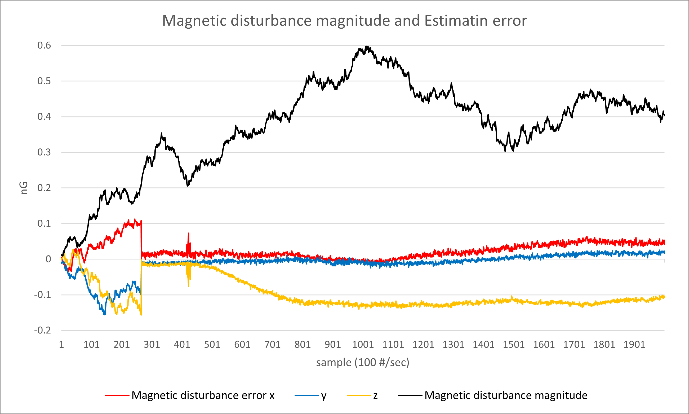 Magnetic disturbance magnitude and Estimatin error
0.6
0.5
0.4
0.3
0.2
0.1
0
-0.1
-0.2
nG
1 101 201 301 401 501 601 701 801 901 1001 1101 1201 1301 1401 1501 1601 1701 1801 1901
sample (100 #/sec)
Magnetic disturbance error x y z Magnetic disturbance magnitude